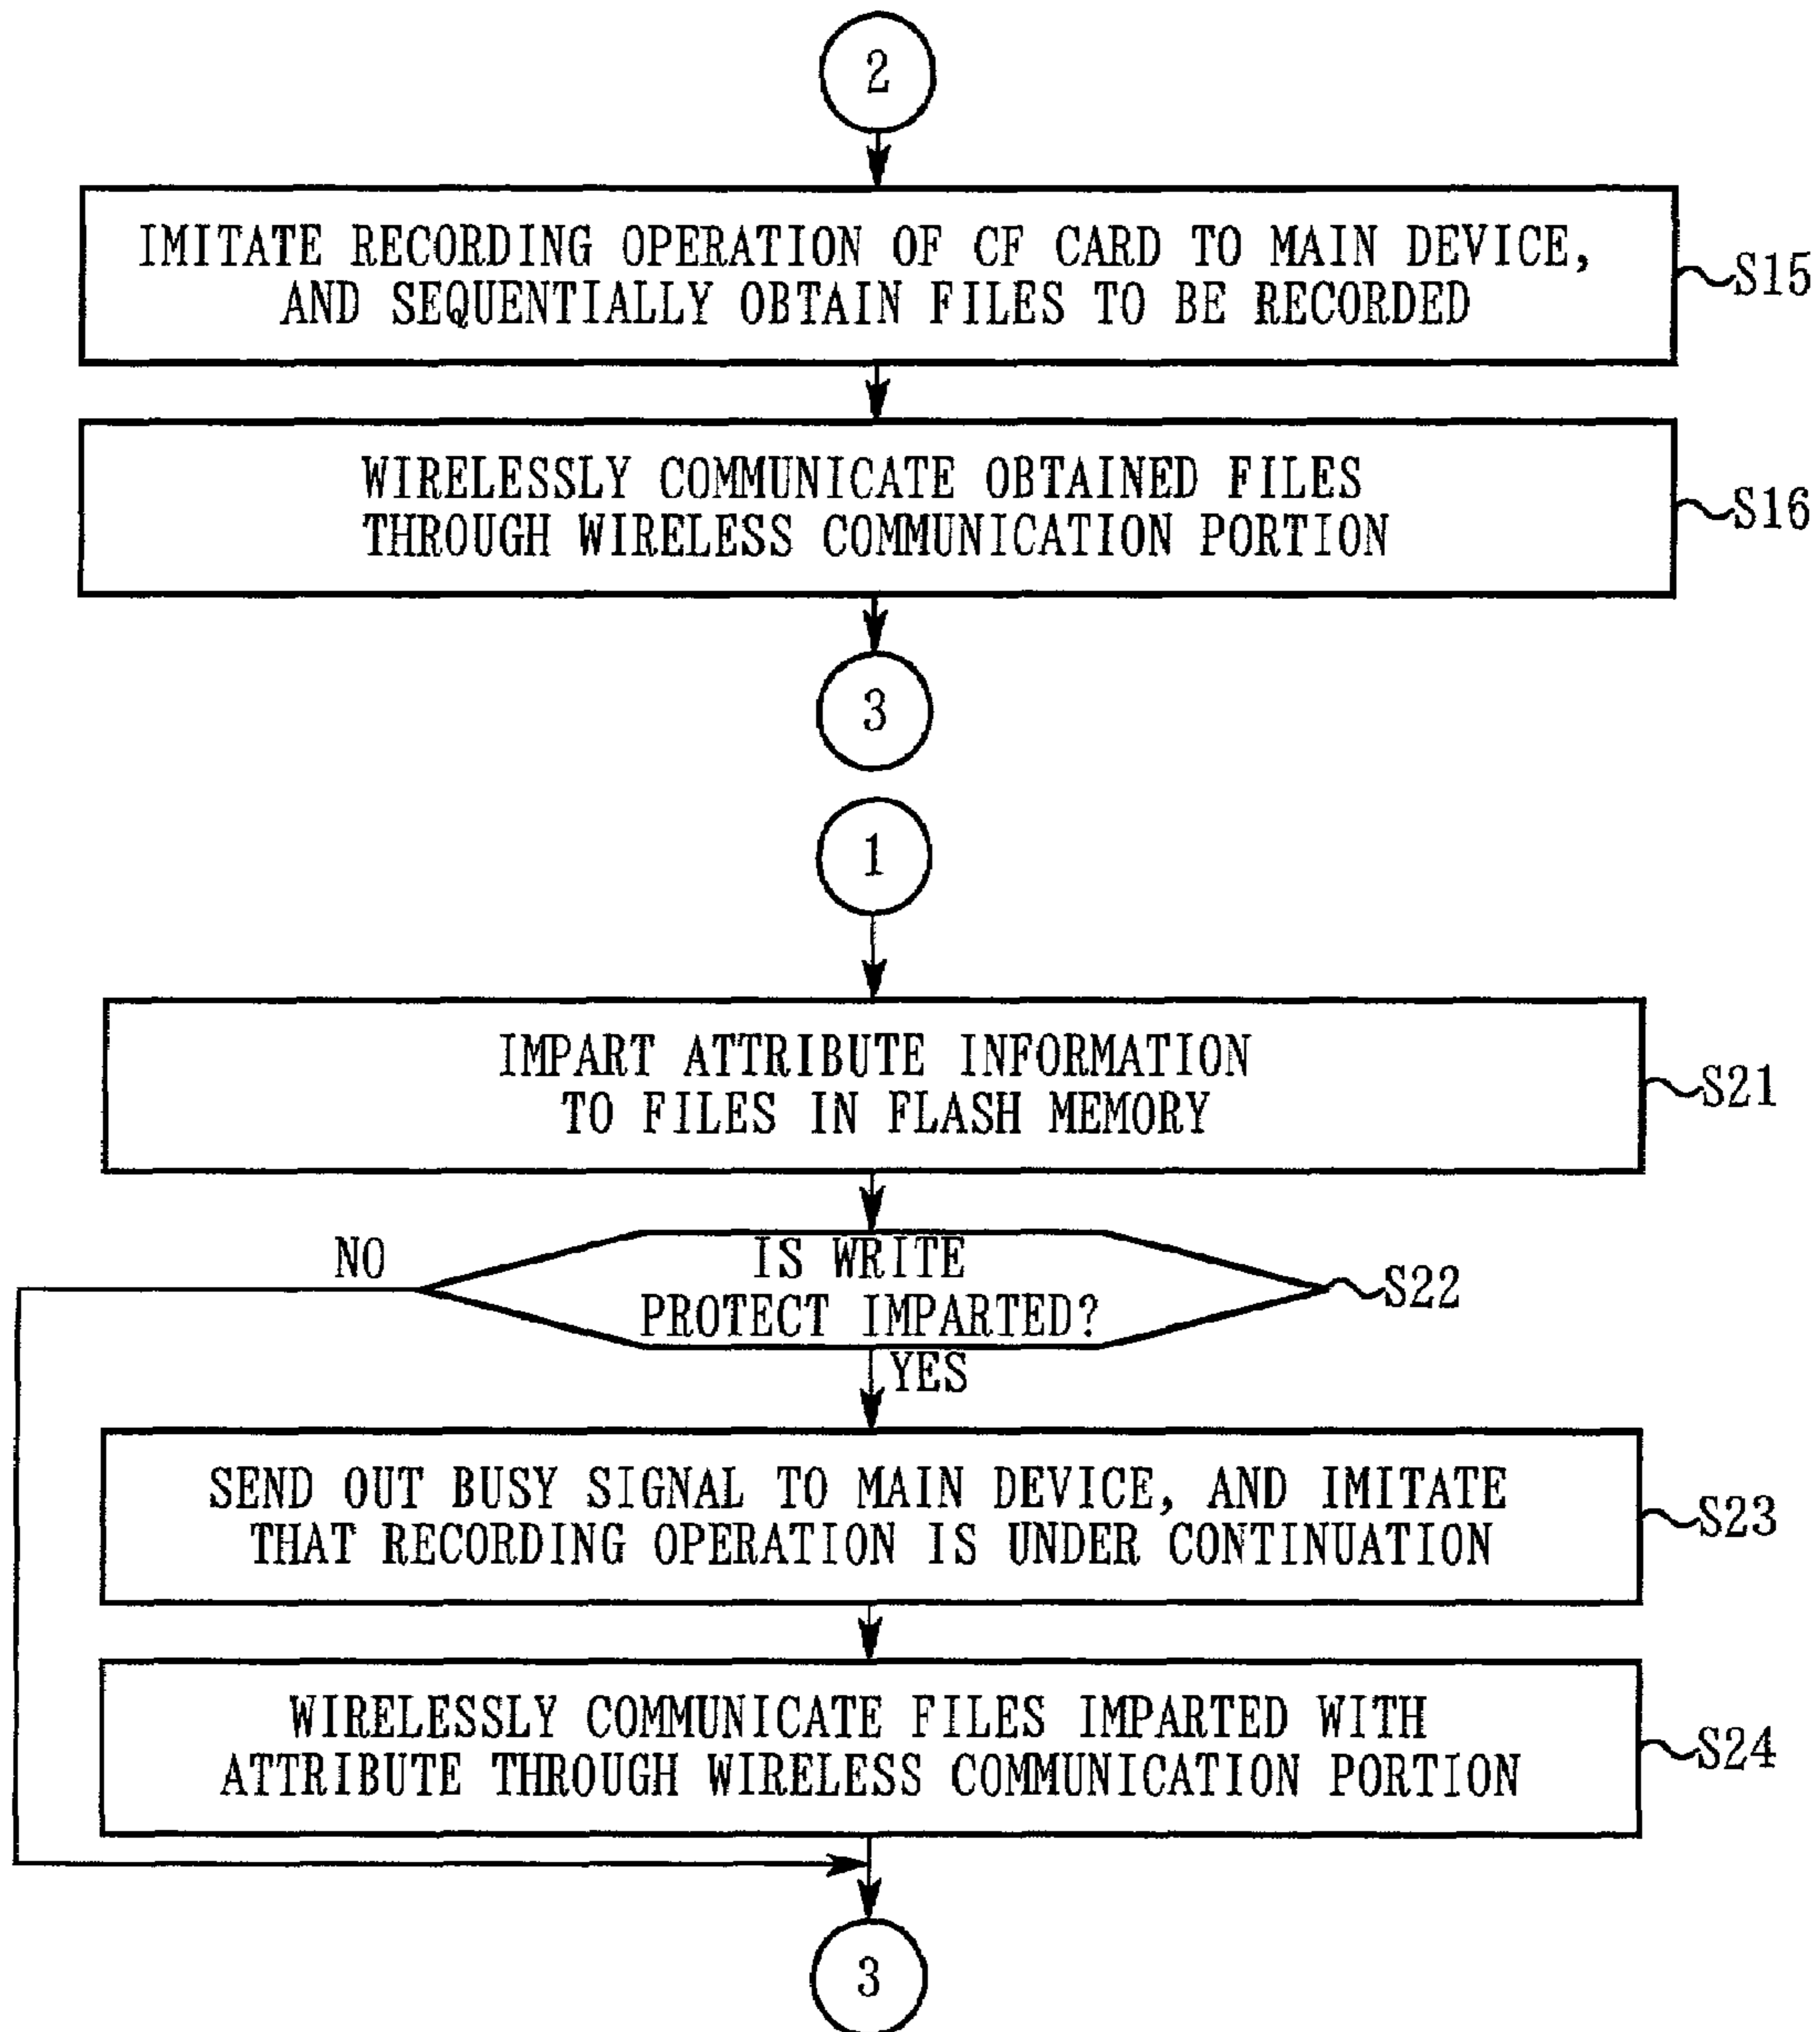 2
IMITATE RECORDING OPERATION OF CF CARD TO MAIN DEVICE,
AND SEQUENTIALLY OBTAIN FILES TO BE RECORDED
S15
WIRELESSLY COMMUNICATE OBTAINED FILES
THROUGH WIRELESS COMMUNICATION PORTION
S16
3
1
IMPART ATTRIBUTE INFORMATION
TO FILES IN FLASH MEMORY
S21
NO
IS WRITE
PROTECT IMPARTED?
S22
YES
SEND OUT BUSY SIGNAL TO MAIN DEVICE, AND IMITATE
THAT RECORDING OPERATION IS UNDER CONTINUATION
S23
WIRELESSLY COMMUNICATE FILES IMPARTED WITH
ATTRIBUTE THROUGH WIRELESS COMMUNICATION PORTION
S24
3